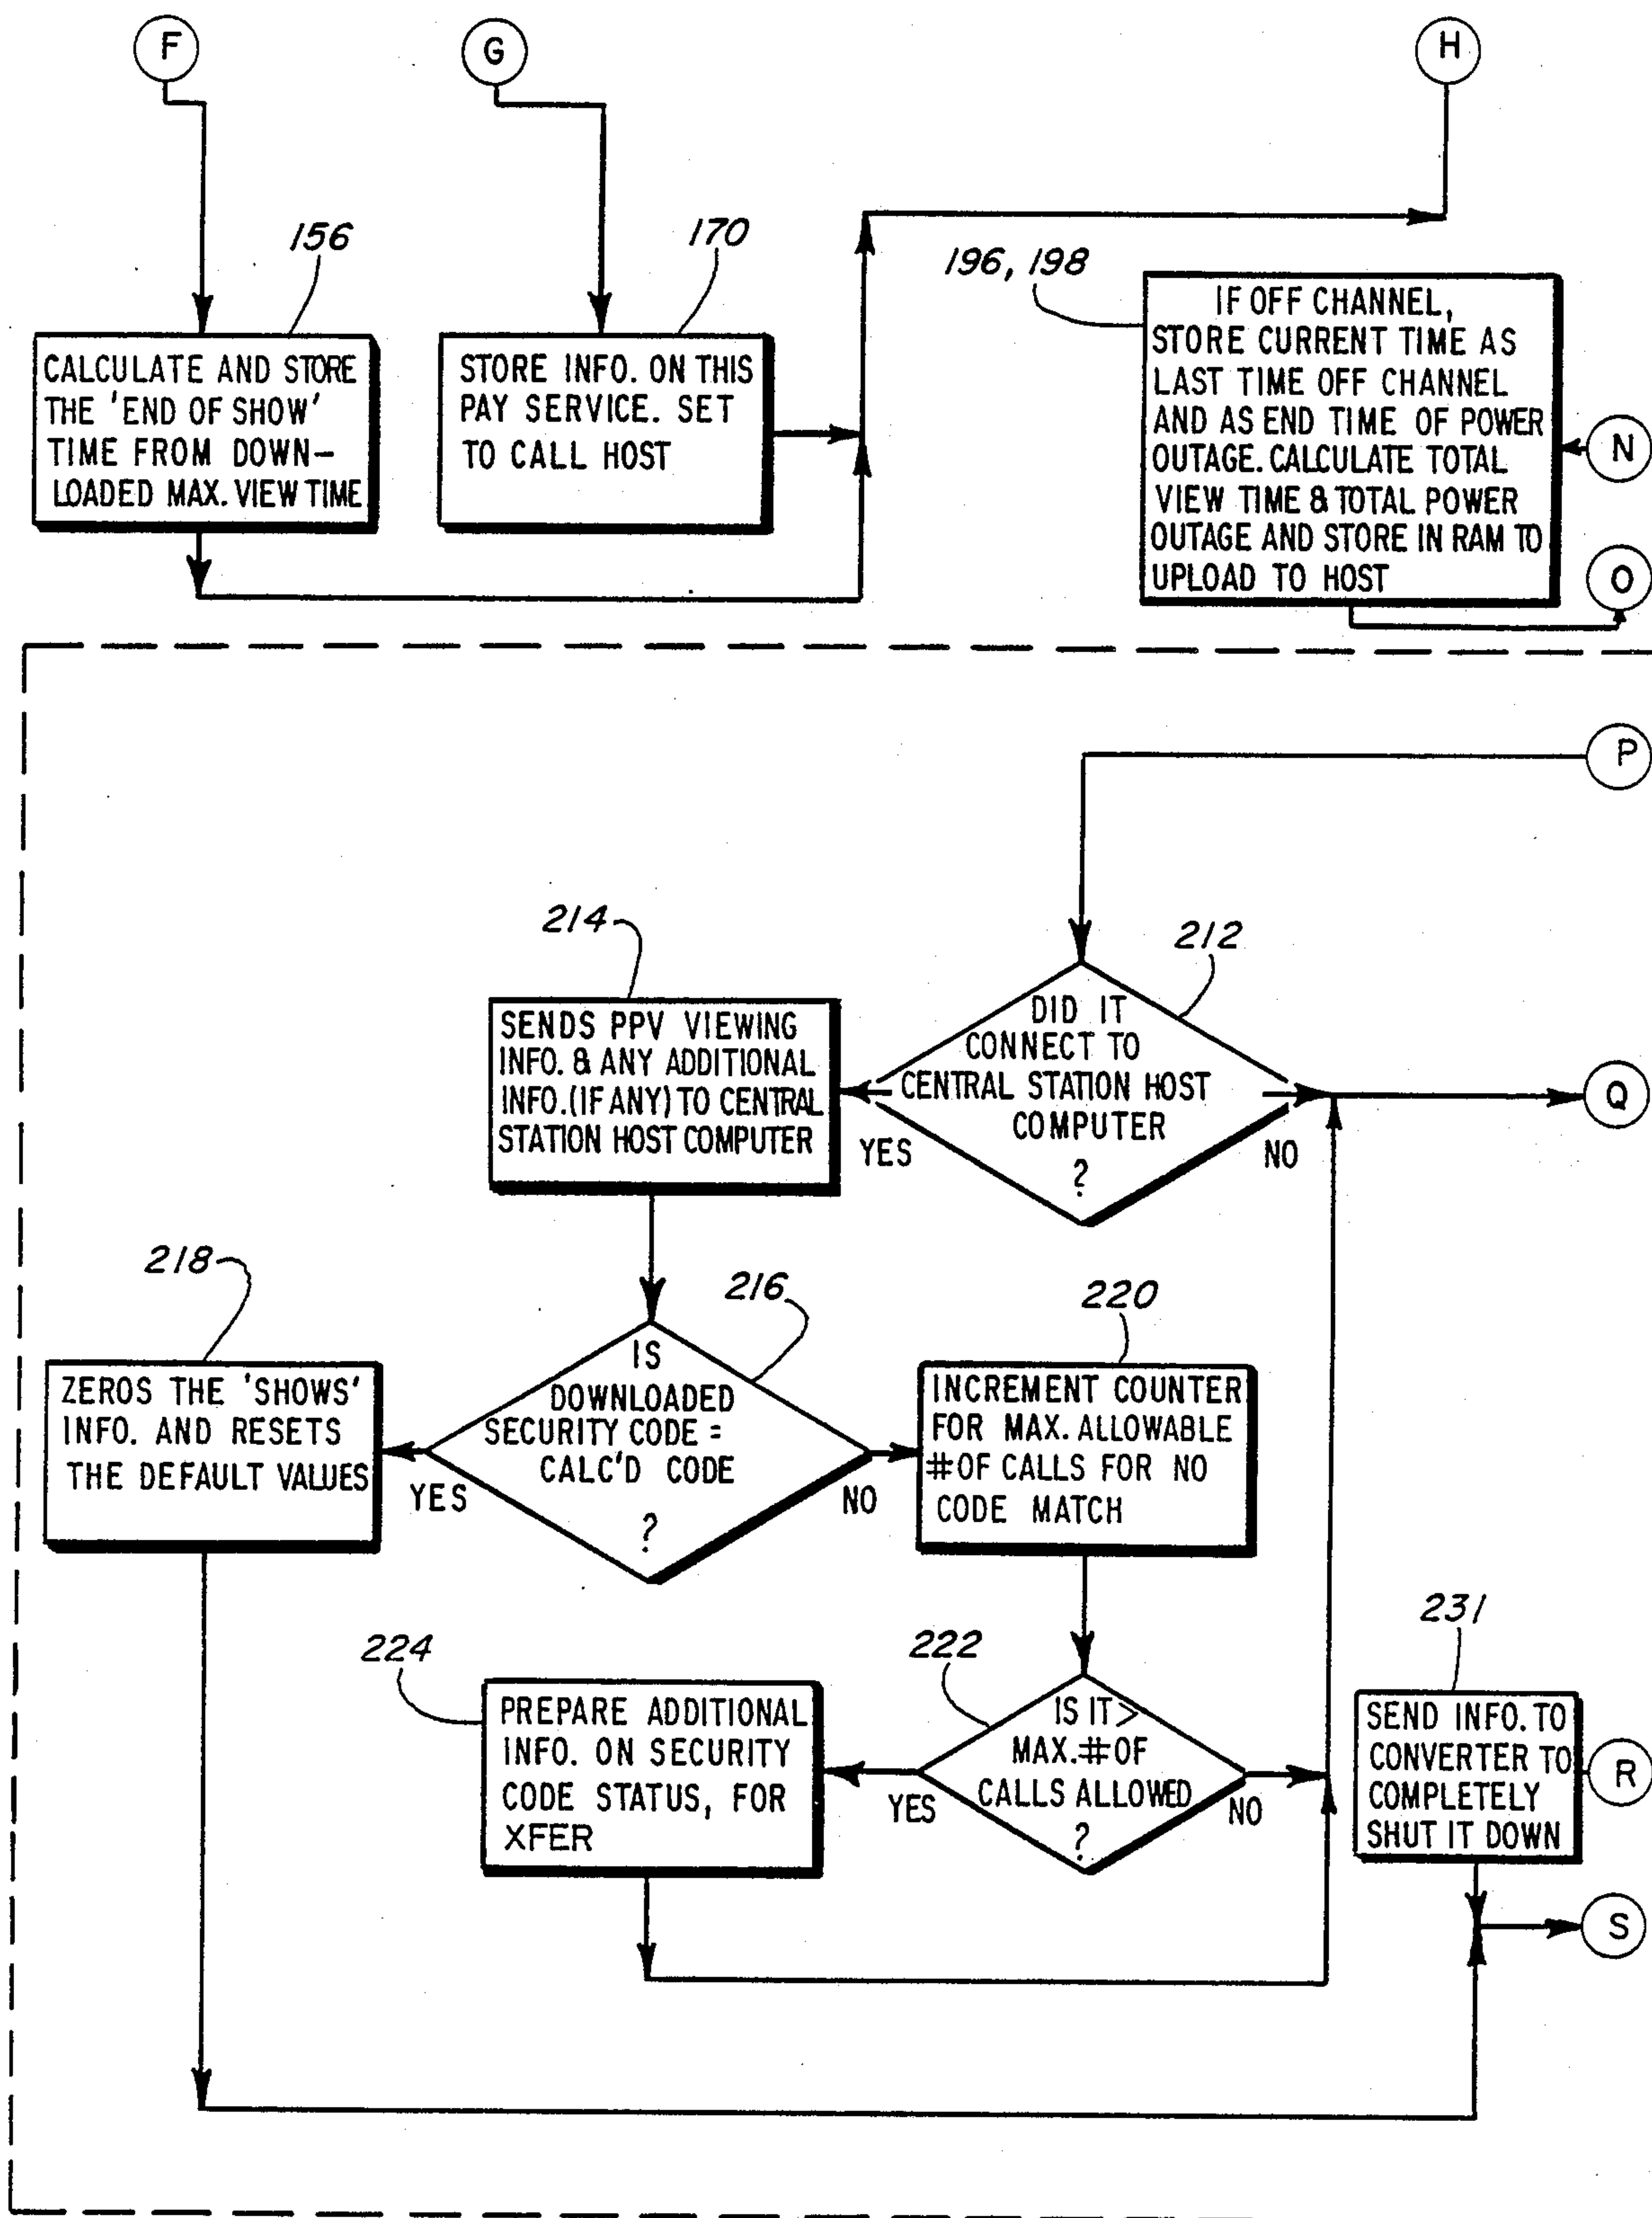 F
G
H
156
170
196, 198
CALCULATE AND STORE
THE 'END OF SHOW'
TIME FROM DOWN-
LOADED MAX. VIEW TIME
STORE INFO. ON THIS
PAY SERVICE. SET
TO CALL HOST
IF OFF CHANNEL,
STORE CURRENT TIME AS
LAST TIME OFF CHANNEL
AND AS END TIME OF POWER
OUTAGE. CALCULATE TOTAL
VIEW TIME & TOTAL POWER
OUTAGE AND STORE IN RAM TO
UPLOAD TO HOST
N
O
P
214
212
SENDS PPV VIEWING
INFO. & ANY ADDITIONAL
INFO. (IF ANY) TO CENTRAL
STATION HOST COMPUTER
DID IT
CONNECT TO
CENTRAL STATION HOST
COMPUTER
?
YES
NO
Q
218
216
220
ZEROS THE 'SHOWS'
INFO. AND RESETS
THE DEFAULT VALUES
IS
DOWNLOADED
SECURITY CODE =
CALC'D CODE
?
YES
NO
INCREMENT COUNTER
FOR MAX. ALLOWABLE
# OF CALLS FOR NO
CODE MATCH
224
222
231
PREPARE ADDITIONAL
INFO. ON SECURITY
CODE STATUS, FOR
XFER
IS IT >
MAX. # OF
CALLS ALLOWED
?
YES
NO
SEND INFO. TO
CONVERTER TO
COMPLETELY
SHUT IT DOWN
R
S